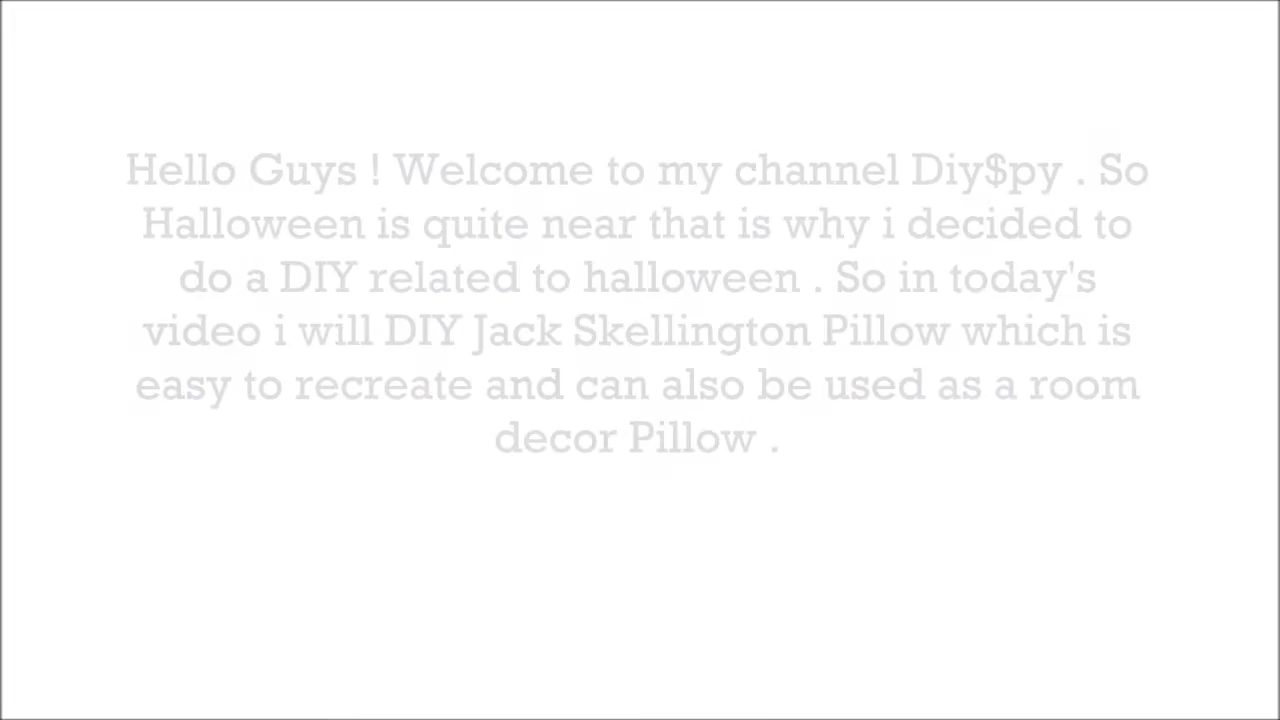 Hello Guys ! Welcome to my channel Diy$py . So
Halloween is quite near that is why i decided to
do a DIY related to halloween . So in today's
video i will DIY Jack Skellington Pillow which is
easy to recreate and can also be used as a room
decor Pillow .